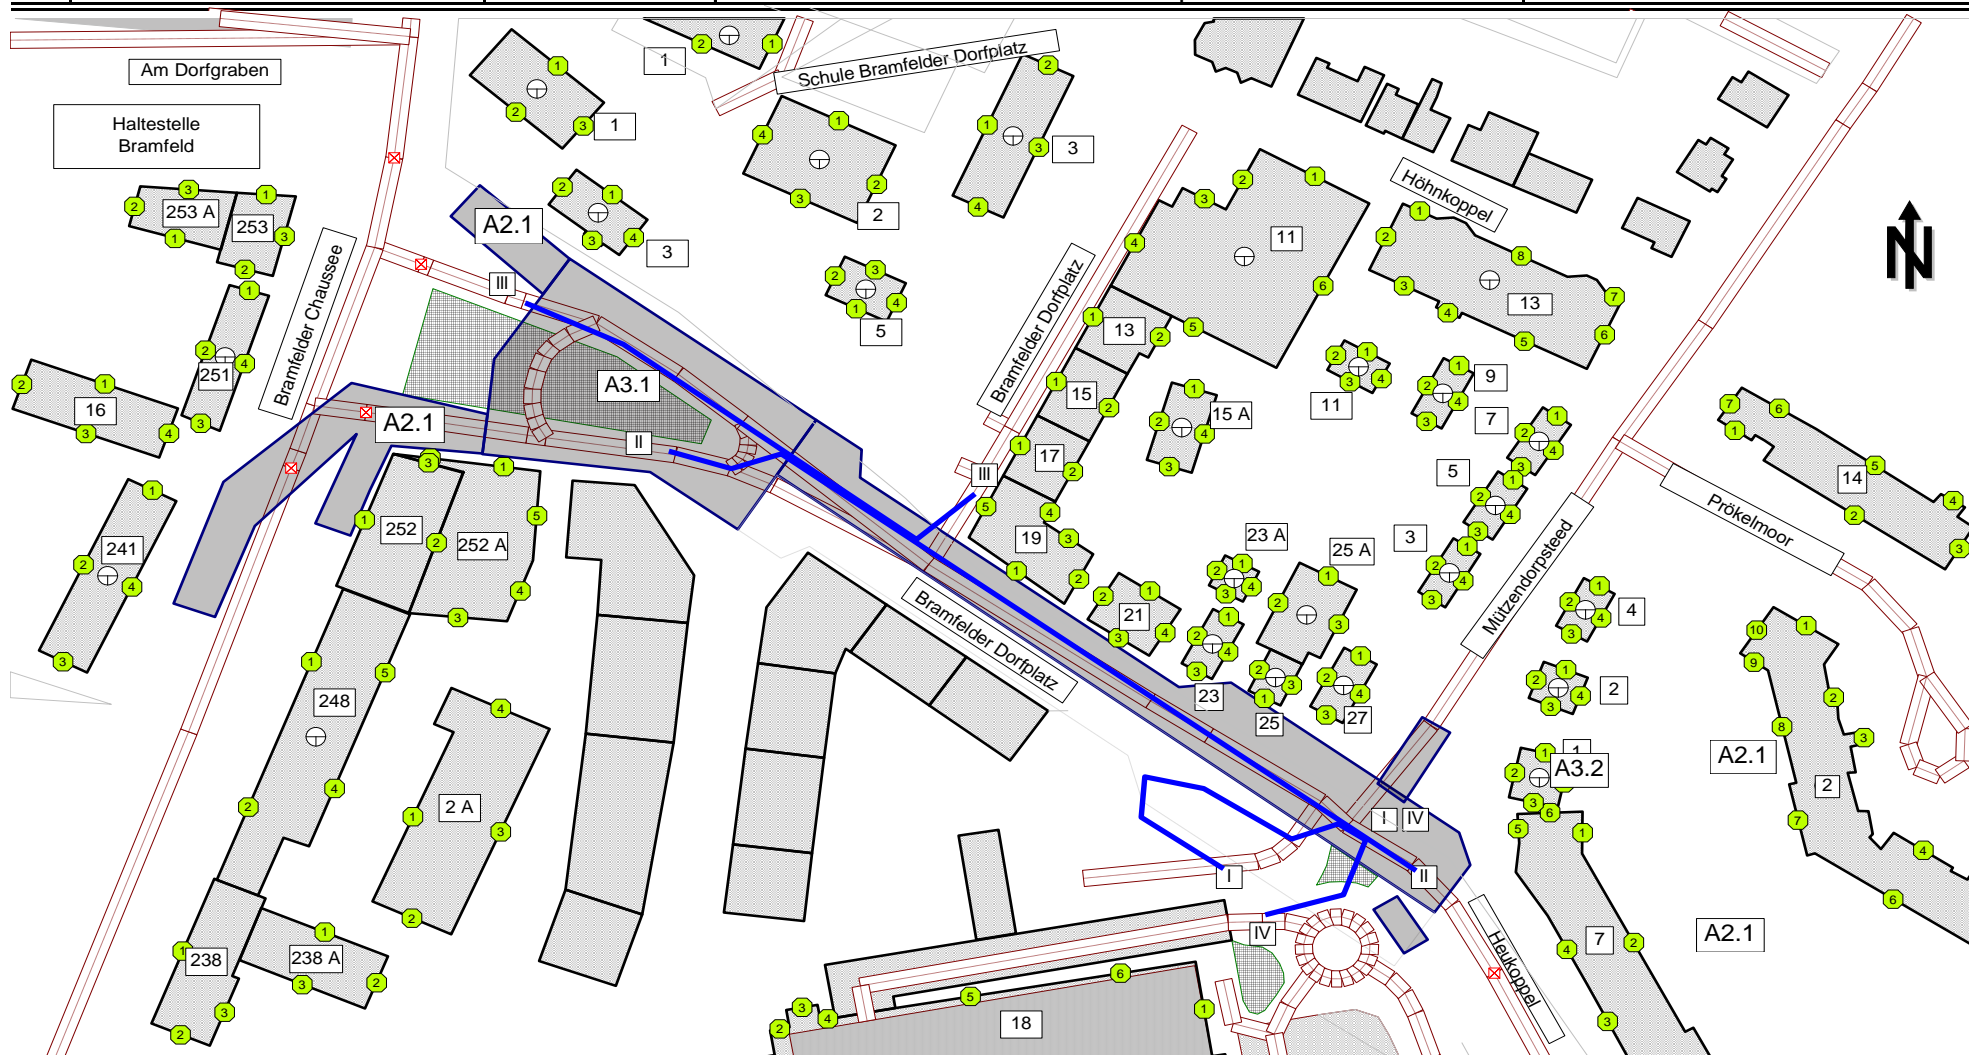 Am Dorfgraben
Haltestelle
Bramfeld
Schule Bramfelder Dorfplatz
Bramfelder Chaussee
Bramfelder Dorfplatz
Höhnkoppel
Mützendorpsteed
Prökelmoor
Bramfelder Dorfplatz
Heukoppel
N
A2.1
A2.1
A3.1
A3.2
A2.1
A2.1
III
II
III
I
IV
II
I
IV
253 A
253
251
16
241
252
252 A
248
2 A
238
238 A
1
1
3
2
3
5
11
13
13
15
17
19
15 A
21
23 A
23
25 A
25
27
11
9
7
5
3
4
2
1
14
2
7
18